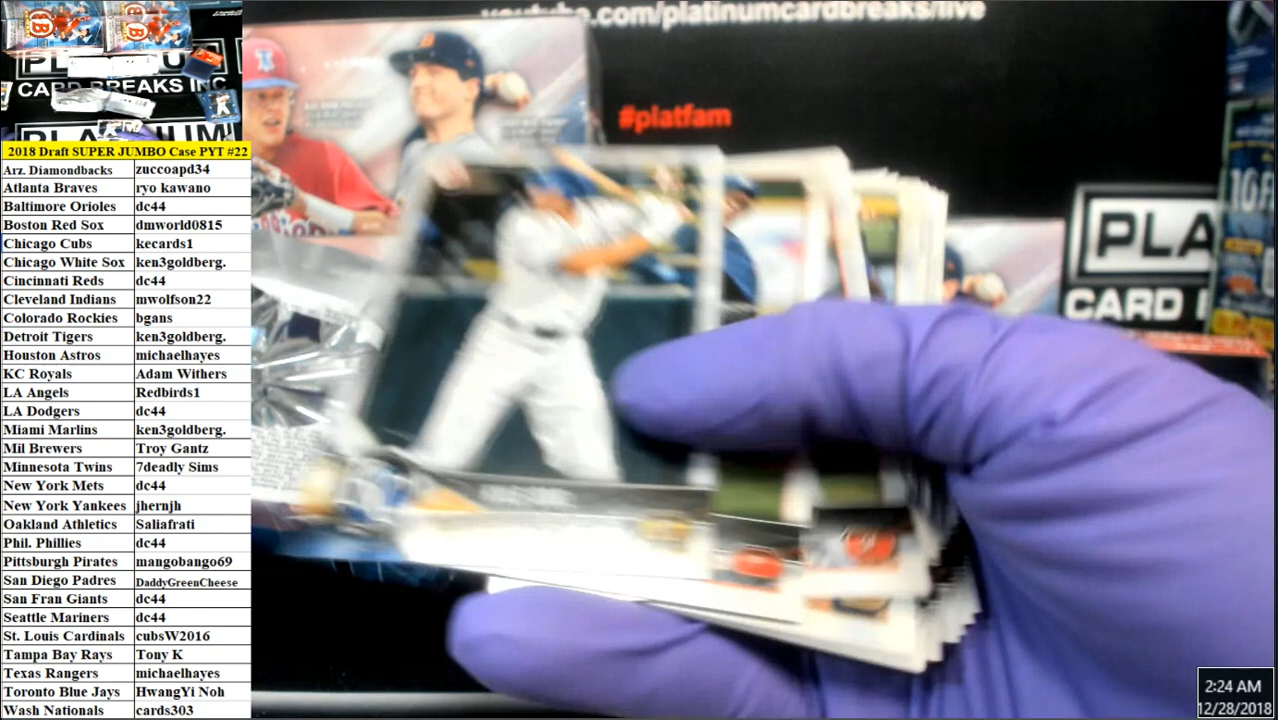 youtube.com/platinumcardbreaks/live
#platfam
CARD BREAKS INC
PLA
CARD
2018 Draft SUPER JUMBO Case PYT #22
Arz. Diamondbacks zuccoapd34
Atlanta Braves ryo kawano
Baltimore Orioles dc44
Boston Red Sox dmworld0815
Chicago Cubs kecards1
Chicago White Sox ken3goldberg.
Cincinnati Reds dc44
Cleveland Indians mwolfson22
Colorado Rockies bgans
Detroit Tigers ken3goldberg.
Houston Astros michaelhayes
KC Royals Adam Withers
LA Angels Redbirds1
LA Dodgers dc44
Miami Marlins ken3goldberg.
Mil Brewers Troy Gantz
Minnesota Twins 7deadly Sims
New York Mets dc44
New York Yankees jhernjh
Oakland Athletics Saliafrati
Phil. Phillies dc44
Pittsburgh Pirates mangobango69
San Diego Padres DaddyGreenCheese
San Fran Giants dc44
Seattle Mariners dc44
St. Louis Cardinals cubsW2016
Tampa Bay Rays Tony K
Texas Rangers michaelhayes
Toronto Blue Jays HwangYi Noh
Wash Nationals cards303
2:24 AM
12/28/2018